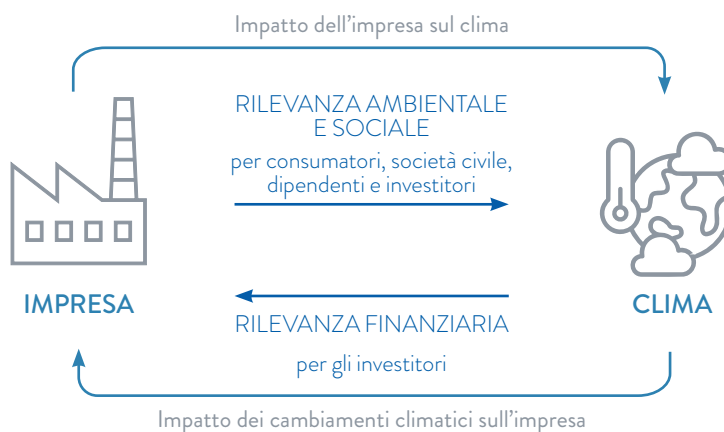 Impatto dell'impresa sul clima
RILEVANZA AMBIENTALE
E SOCIALE
per consumatori, società civile,
dipendenti e investitori
IMPRESA
CLIMA
RILEVANZA FINANZIARIA
per gli investitori
Impatto dei cambiamenti climatici sull'impresa